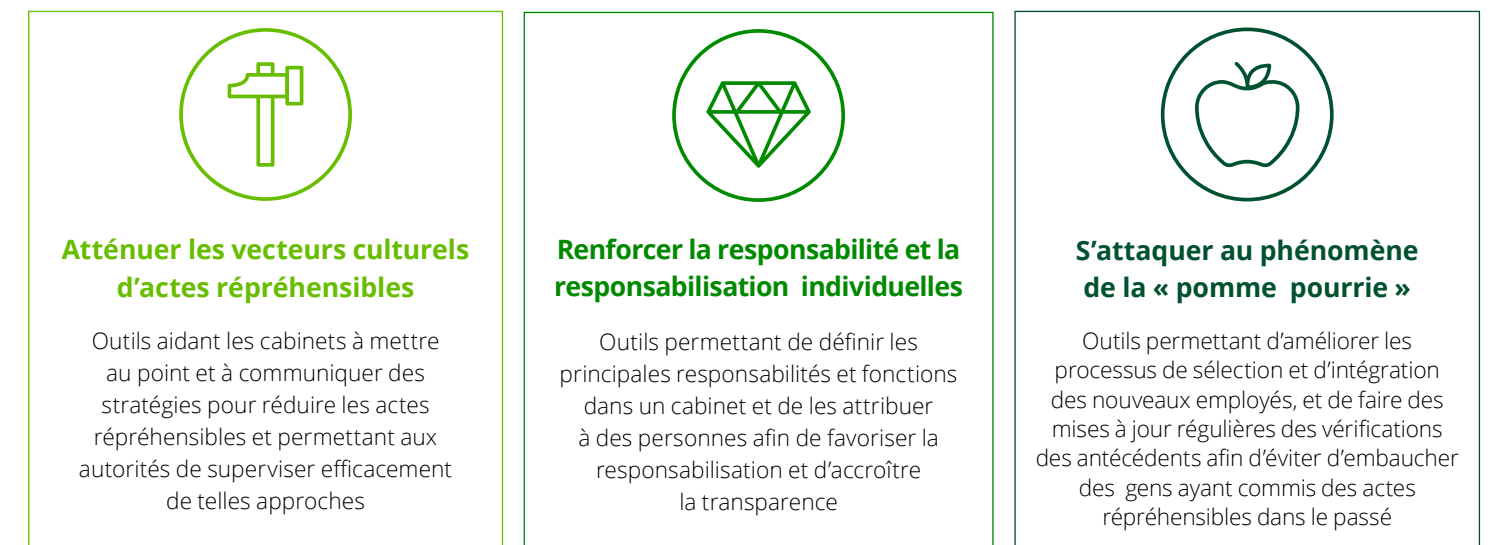 Atténuer les vecteurs culturels
d’actes répréhensibles
Outils aidant les cabinets à mettre
au point et à communiquer des
stratégies pour réduire les actes
répréhensibles et permettant aux
autorités de superviser efficacement
de telles approches
Renforcer la responsabilité et la
responsabilisation individuelles
Outils permettant de définir les
principales responsabilités et fonctions
dans un cabinet et de les attribuer
à des personnes afin de favoriser la
responsabilisation et d’accroître
la transparence
S’attaquer au phénomène
de la « pomme pourrie »
Outils permettant d’améliorer les
processus de sélection et d’intégration
des nouveaux employés, et de faire des
mises à jour régulières des vérifications
des antécédents afin d’éviter d’embaucher
des gens ayant commis des actes
répréhensibles dans le passé